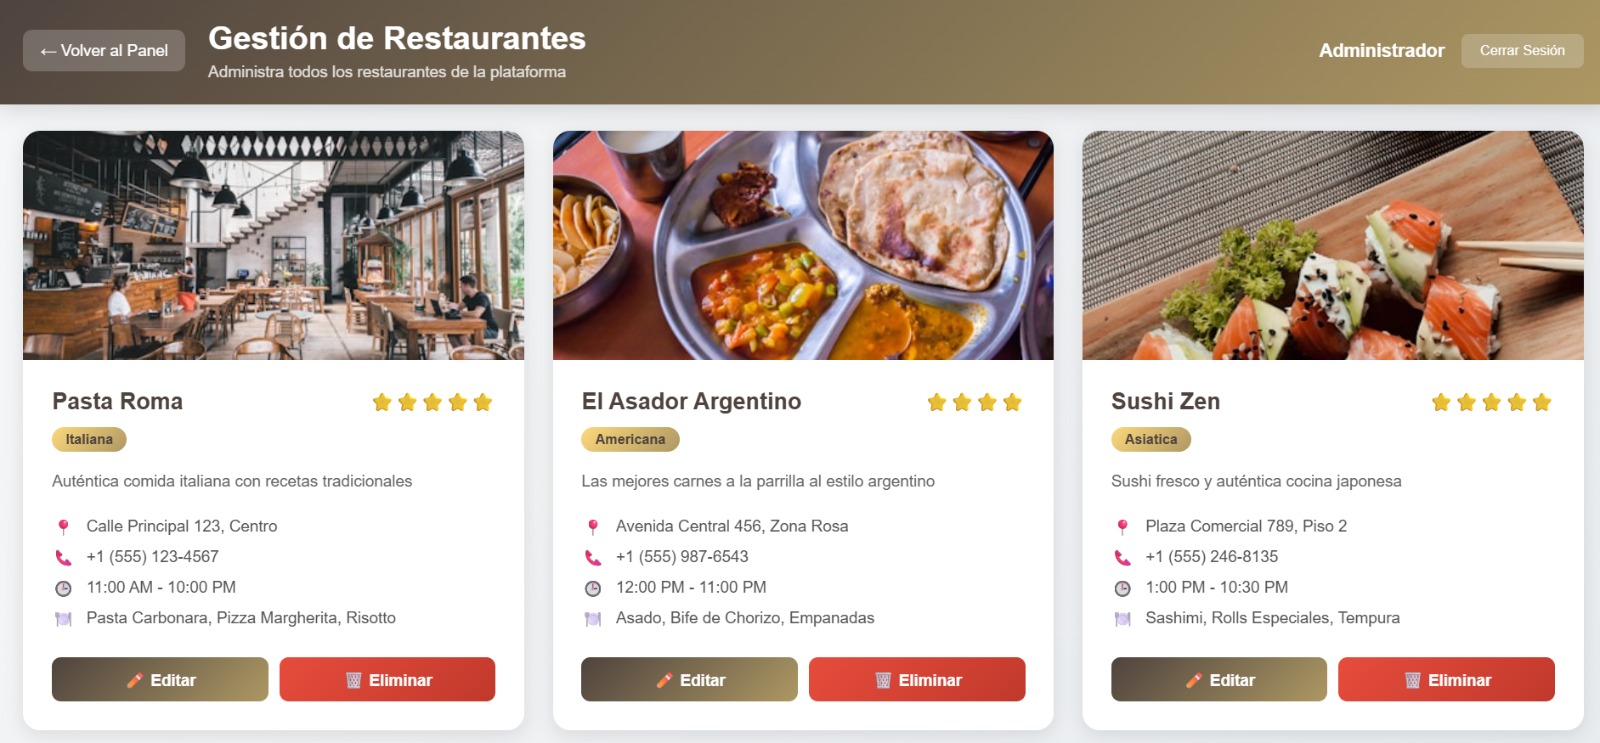 ← Volver al Panel
Gestión de Restaurantes
Administra todos los restaurantes de la plataforma
Administrador
Cerrar Sesión
Pasta Roma
Italiana
Auténtica comida italiana con recetas tradicionales
Calle Principal 123, Centro
+1 (555) 123-4567
11:00 AM - 10:00 PM
Pasta Carbonara, Pizza Margherita, Risotto
Editar
Eliminar
El Asador Argentino
Americana
Las mejores carnes a la parrilla al estilo argentino
Avenida Central 456, Zona Rosa
+1 (555) 987-6543
12:00 PM - 11:00 PM
Asado, Bife de Chorizo, Empanadas
Editar
Eliminar
Sushi Zen
Asiatica
Sushi fresco y auténtica cocina japonesa
Plaza Comercial 789, Piso 2
+1 (555) 246-8135
1:00 PM - 10:30 PM
Sashimi, Rolls Especiales, Tempura
Editar
Eliminar